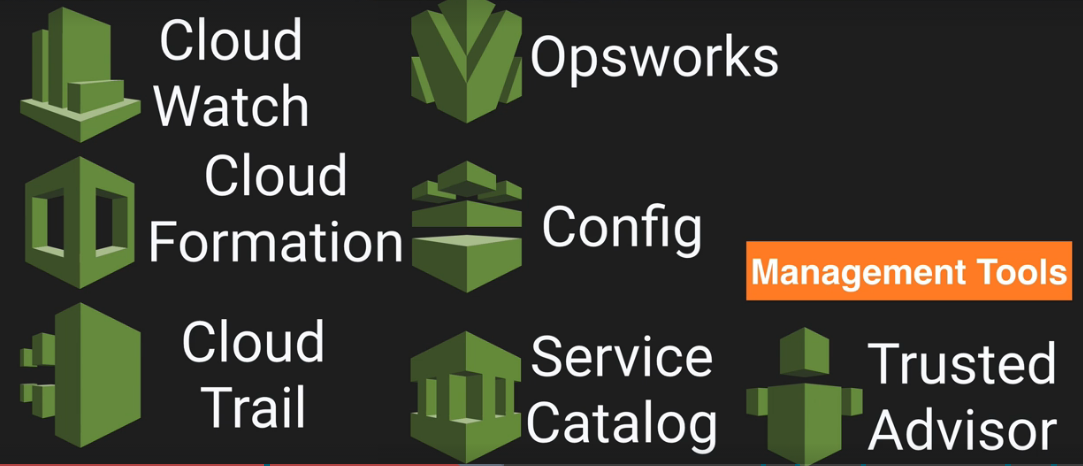 Cloud
Watch
Opsworks
Cloud
Formation
Config
Management Tools
Cloud
Trail
Service
Catalog
Trusted
Advisor